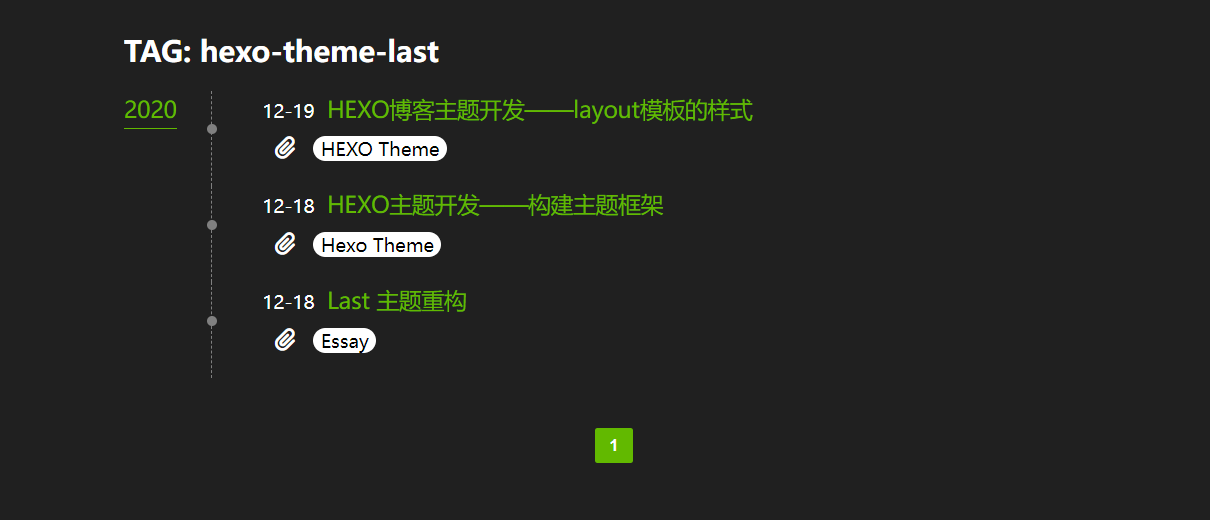 TAG: hexo-theme-last
2020
12-19 HEXO博客主题开发——layout模板的样式
HEXO Theme
12-18 HEXO主题开发——构建主题框架
Hexo Theme
12-18 Last 主题重构
Essay
1